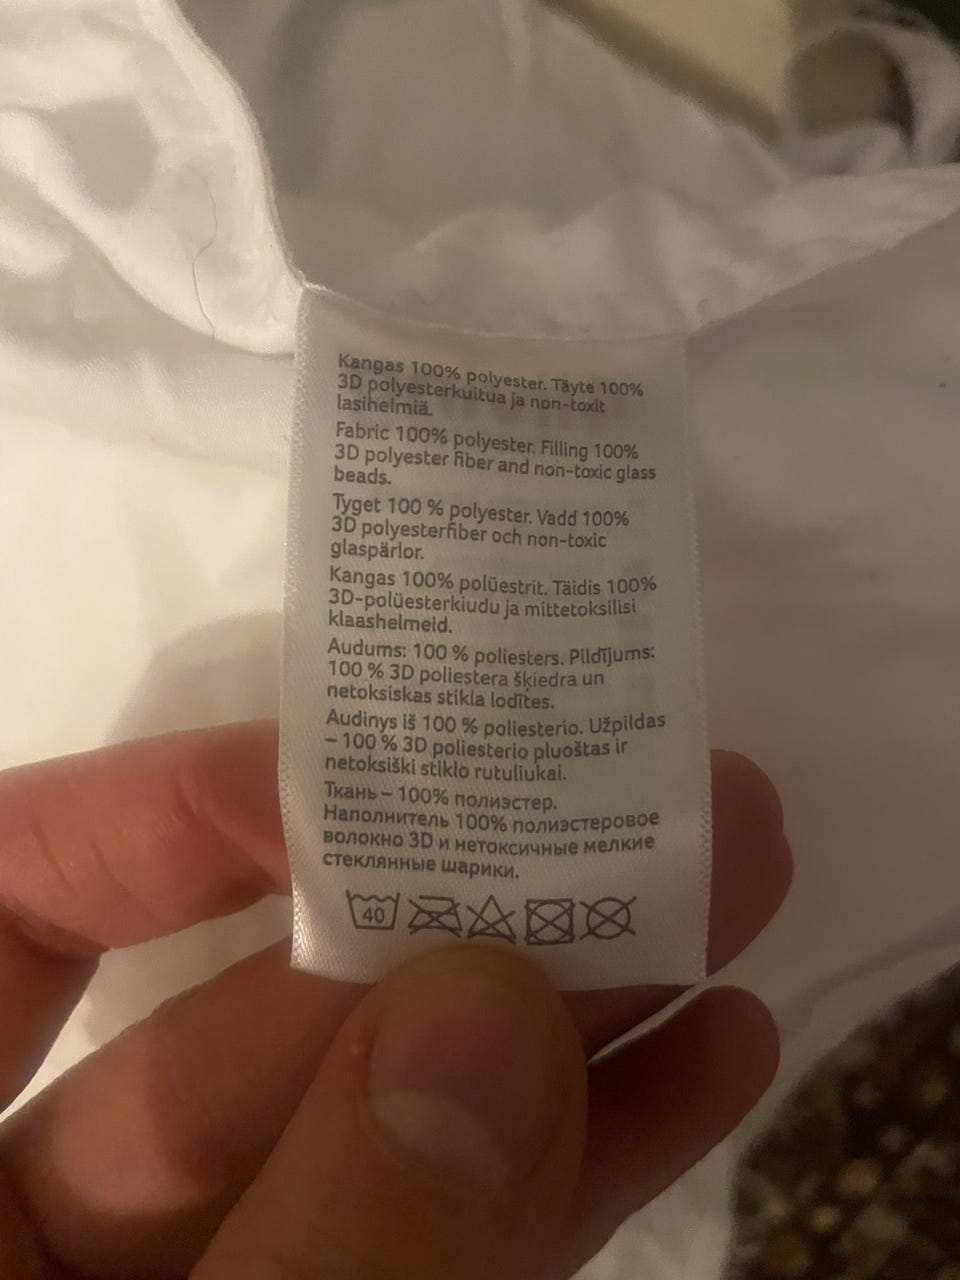 Kangas 100% polyester. Täyte 100%
3D polyesterkuitua ja non-toxit
lasihelmiä.
Fabric 100% polyester. Filling 100%
3D polyester fiber and non-toxic glass
beads.
Tyget 100 % polyester. Vadd 100%
3D polyesterfiber och non-toxic
glaspärlor.
Kangas 100% polüestrit. Täidis 100%
3D-polüesterkiudu ja mittetoksilisi
klaashelmeid.
Audums: 100 % poliesters. Pildījums:
100 % 3D poliestera šķiedra un
netoksiskas stikla lodītes.
Audinys iš 100 % poliesterio. Užpildas
– 100 % 3D poliesterio pluoštas ir
netoksiški stiklo rutuliukai.
Ткань – 100% полиэстер.
Наполнитель 100% полиэстеровое
волокно 3D и нетоксичные мелкие
стеклянные шарики.
40